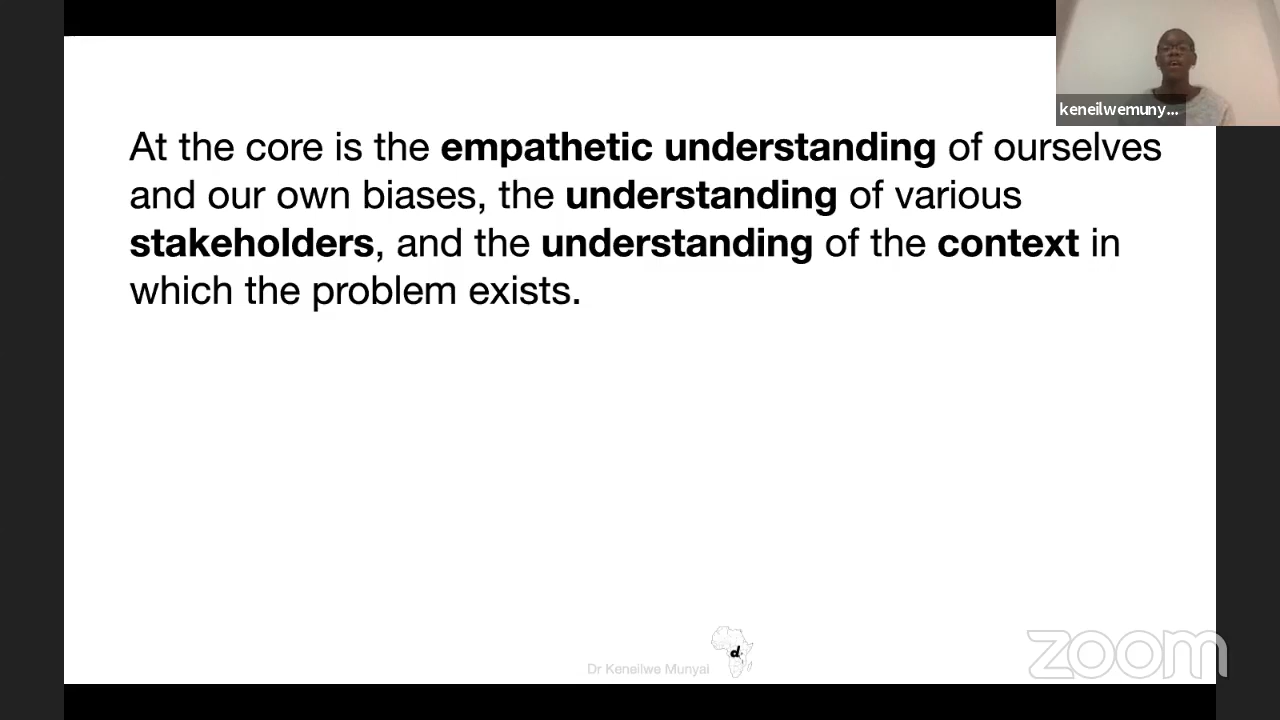 keneilwemuny...
At the core is the empathetic understanding of ourselves
and our own biases, the understanding of various
stakeholders, and the understanding of the context in
which the problem exists.
Dr Keneilwe Munyai
d.
zoom